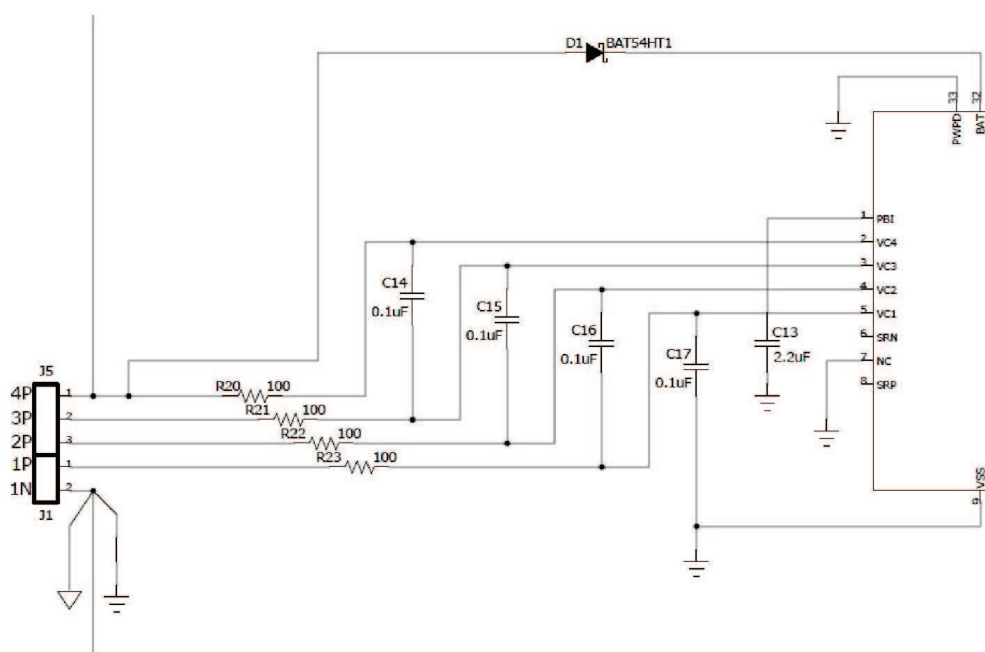 D1 BAT54HT1
33
32
PWPD
BAT
1 PBI
2 VC4
3 VC3
4 VC2
5 VC1
6 SRN
7 NC
8 SRP
9
VSS
C14
0.1uF
C15
0.1uF
C16
0.1uF
C17
0.1uF
C13
2.2uF
J5
4P 1
3P 2
2P 3
1P 1
1N 2
J1
R20 100
R21 100
R22 100
R23 100